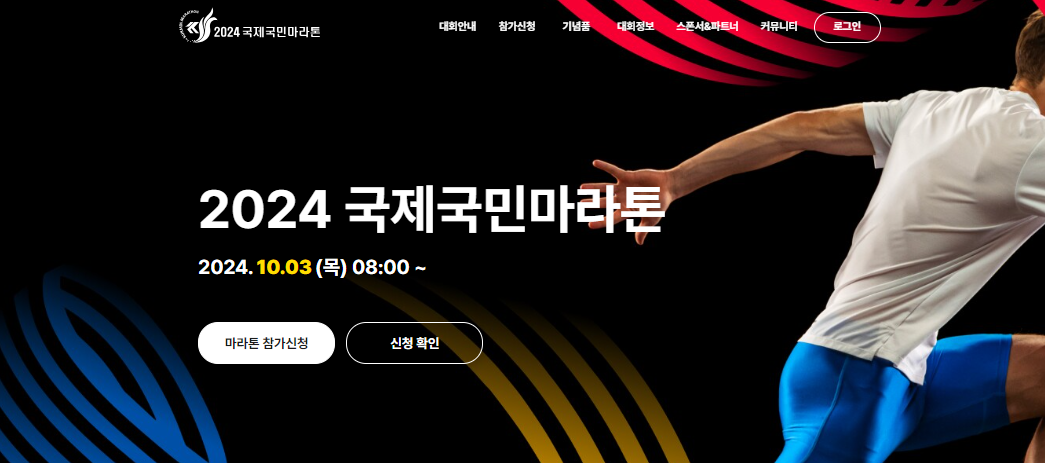 2024 국제국민마라톤
대회안내 참가신청 기념품 대회정보 스폰서&파트너 커뮤니티 로그인
2024 국제국민마라톤
2024. 10.03 (목) 08:00 ~
마라톤 참가신청 신청 확인